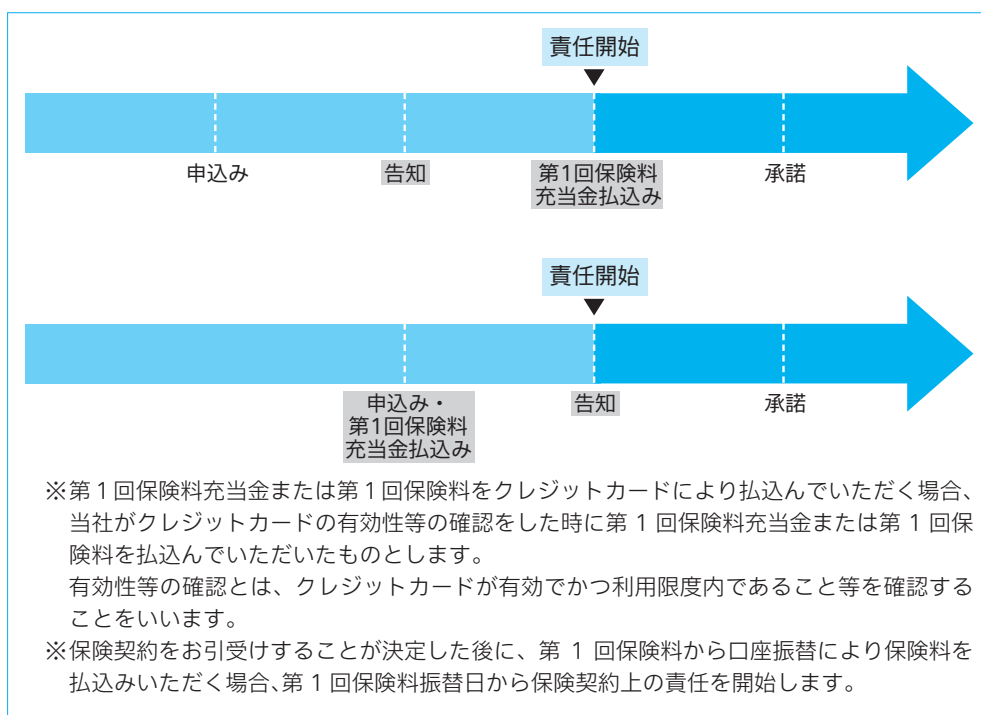 責任開始
申込み
告知
第1回保険料
充当金払込み
承諾
責任開始
申込み・
第1回保険料
充当金払込み
告知
承諾
※第1回保険料充当金または第1回保険料をクレジットカードにより払込んでいただく場合、
当社がクレジットカードの有効性等の確認をした時に第1回保険料充当金または第1回保
険料を払込んでいただいたものとします。
有効性等の確認とは、クレジットカードが有効でかつ利用限度内であること等を確認する
ことをいいます。
※保険契約をお引受けすることが決定した後に、第1回保険料から口座振替により保険料を
払込みいただく場合、第1回保険料振替日から保険契約上の責任を開始します。